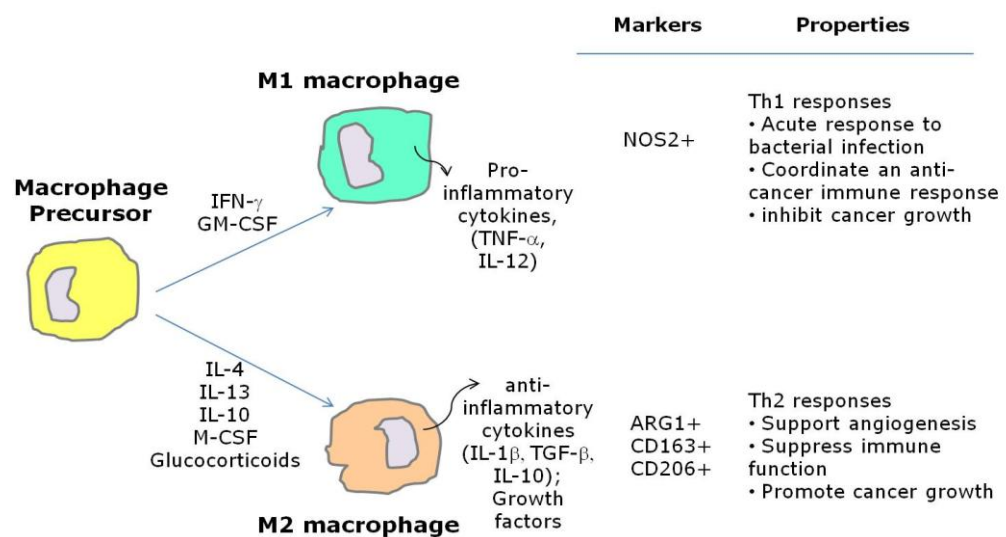 Markers
Properties
M1 macrophage
Th1 responses
• Acute response to
bacterial infection
• Coordinate an anti-
cancer immune response
• inhibit cancer growth
NOS2+
Pro-
inflammatory
cytokines,
(TNF-α,
IL-12)
Macrophage
Precursor
IFN-γ
GM-CSF
IL-4
IL-13
IL-10
M-CSF
Glucocorticoids
anti-
inflammatory
cytokines
(IL-1β, TGF-β,
IL-10);
Growth
factors
M2 macrophage
ARG1+
CD163+
CD206+
Th2 responses
• Support angiogenesis
• Suppress immune
function
• Promote cancer growth